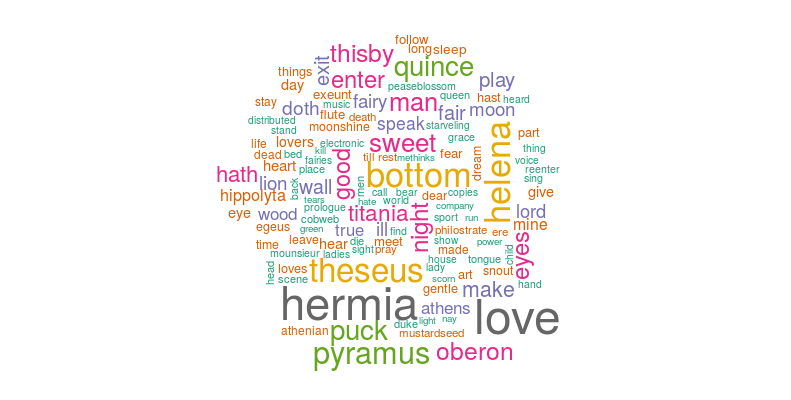 follow
long sleep
thisby
exit
quince
things
enter
peaseblossom
play
day
exeunt
queen
hast heard
stay
music
fairy
man
fair
moon
doth
flute
death
distributed
moonshine
speak
starveling
part
stand
grace
life
lovers
electronic
sweet
thing
dead
bed
kill
till rest
methinks
fear
voice
heart
fairies
good
bottom
dream
helena
reenter
hath
place
sing
lion
back
wall
men
call
bear
dear
copies
give
hippolyta
tears
hate
world
company
eye
wood
prologue
titania
night
sport
run
lord
cobweb
egeus
green
true
ill
find
philostrate
ere
mine
time
leave
hear
die
meet
show
power
eyes
mounsieur
ladies
sight
pray
made
child
house
tongue
head
loves
theseus
lady
art
snout
scene
scorn
hand
hermia
gentle
make
athens
love
athenian
puck
duke
light
nay
mustardseed
pyramus
oberon